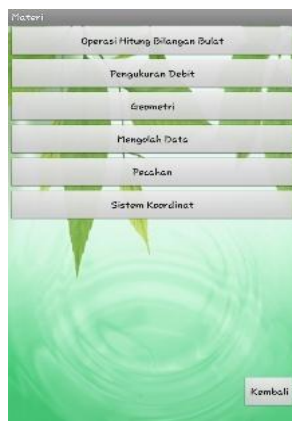 Materi
Operasi Hitung Bilangan Bulat
Pengukuran Debit
Geometri
Mengolah Data
Pecahan
Sistem Koordinat
Kembali